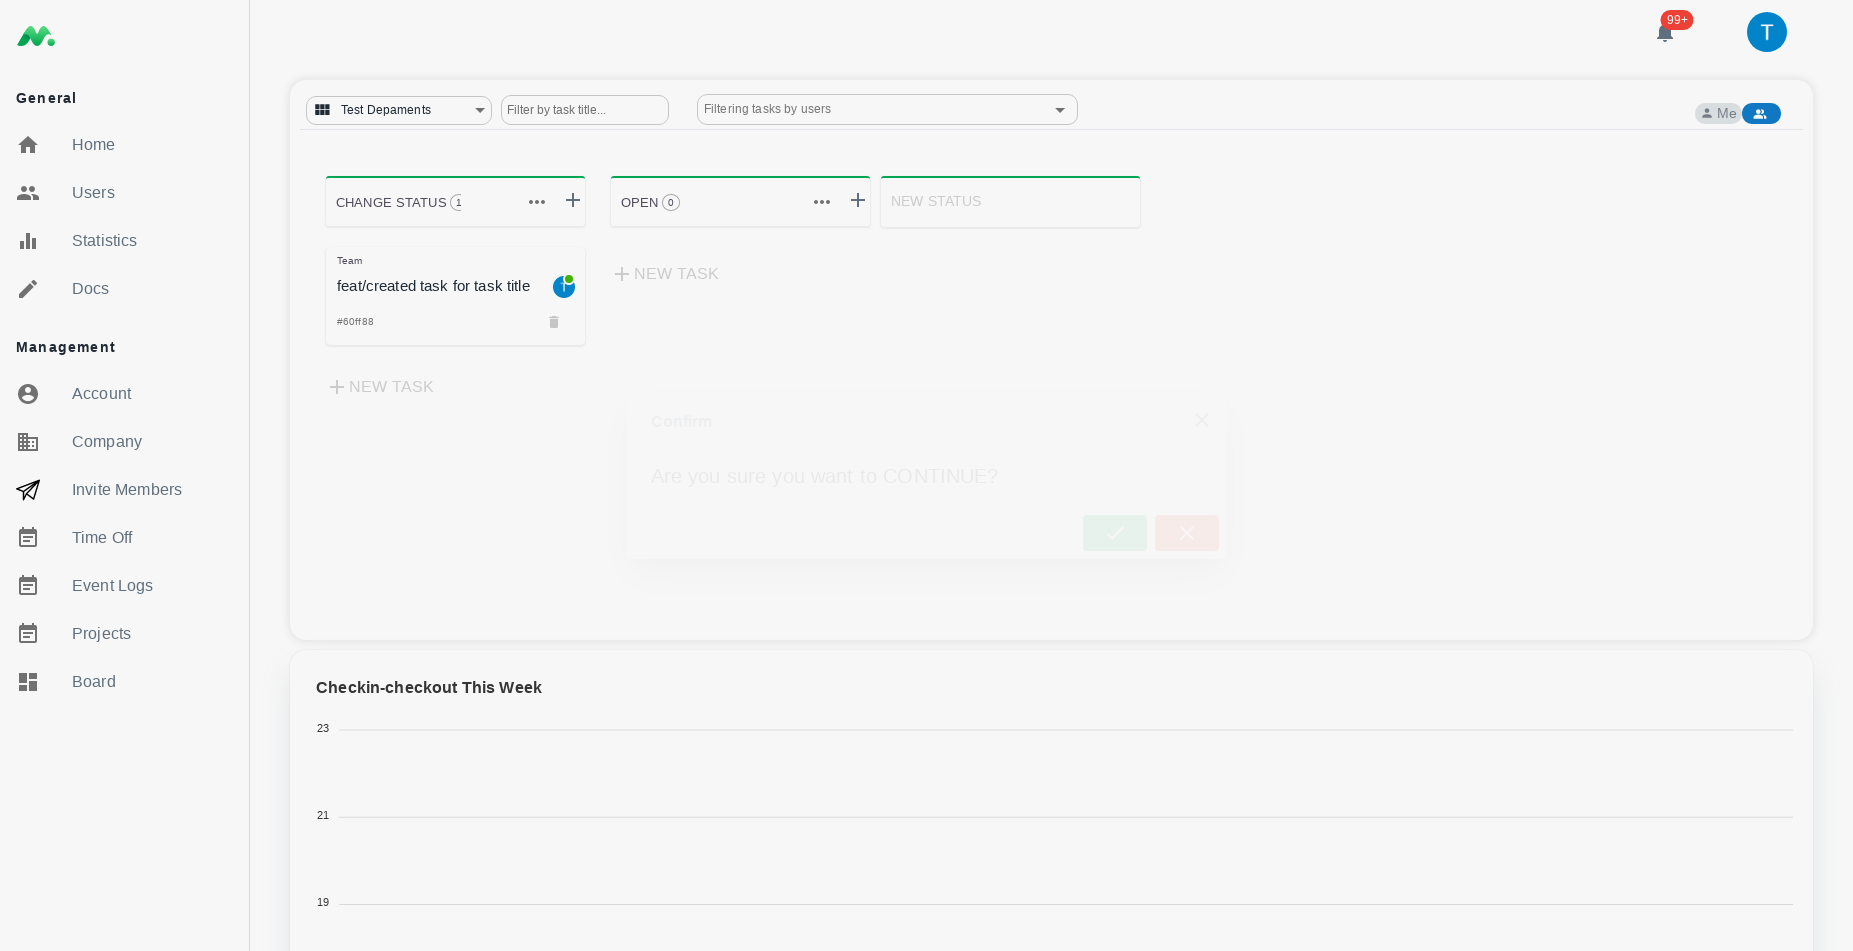 99+
T
General
Home
Users
Statistics
Docs
Management
Account
Company
Invite Members
Time Off
Event Logs
Projects
Board
Test Depaments
Filter by task title...
Filtering tasks by users
Me
CHANGE STATUS 1
OPEN 0
NEW STATUS
Team
feat/created task for task title
T
#60ff88
NEW TASK
NEW TASK
Confirm
Are you sure you want to CONTINUE?
Checkin-checkout This Week
23
21
19